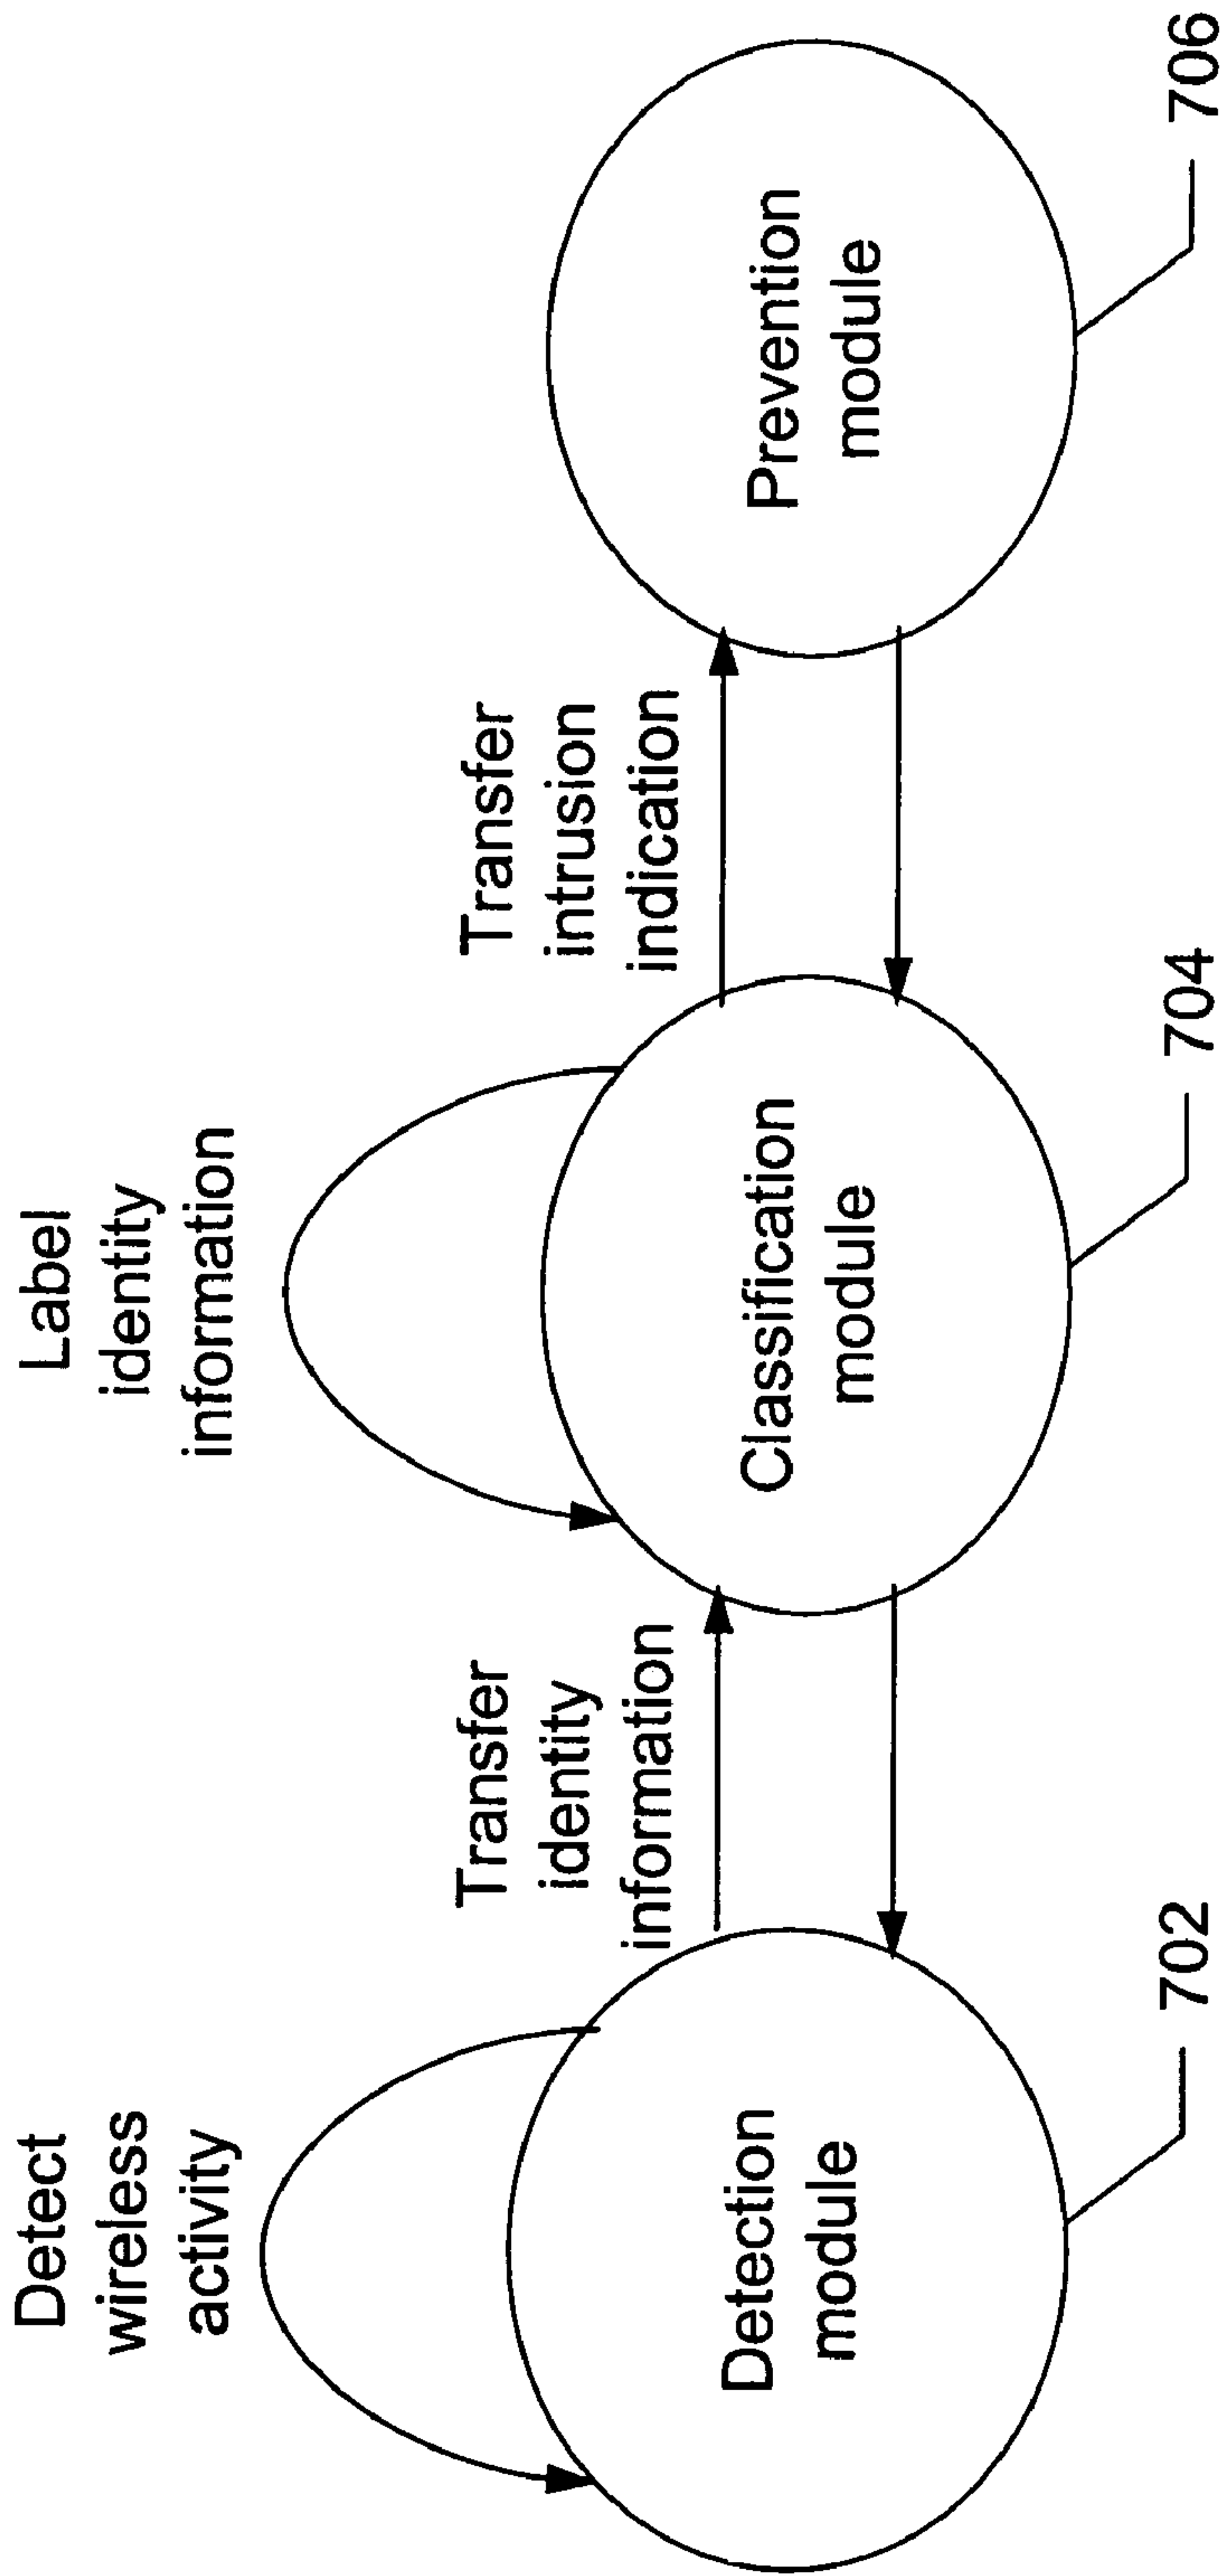 Detect
wireless
activity
Label
identity
information
Transfer
identity
information
Transfer
intrusion
indication
Detection
module
Classification
module
Prevention
module
702
704
706